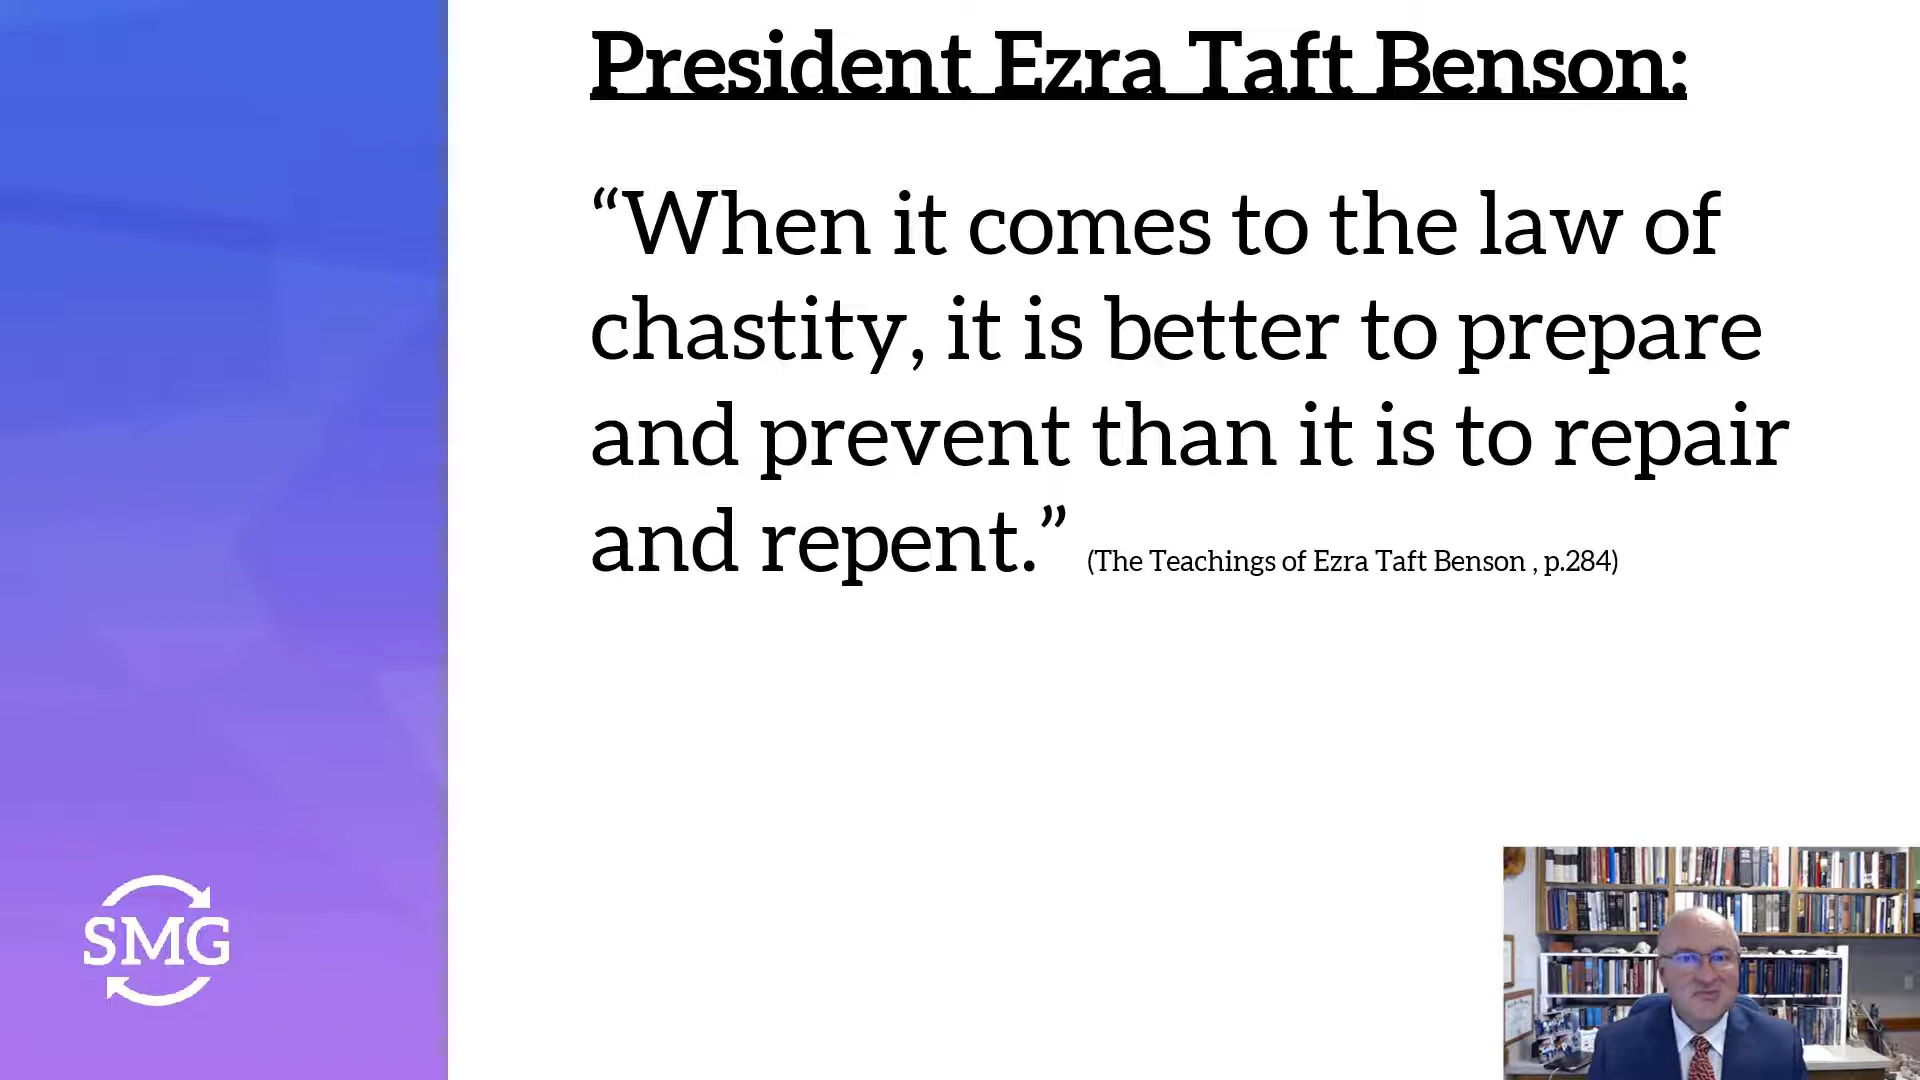 President Ezra Taft Benson:
“When it comes to the law of
chastity, it is better to prepare
and prevent than it is to repair
and repent.” (The Teachings of Ezra Taft Benson , p.284)
SMG